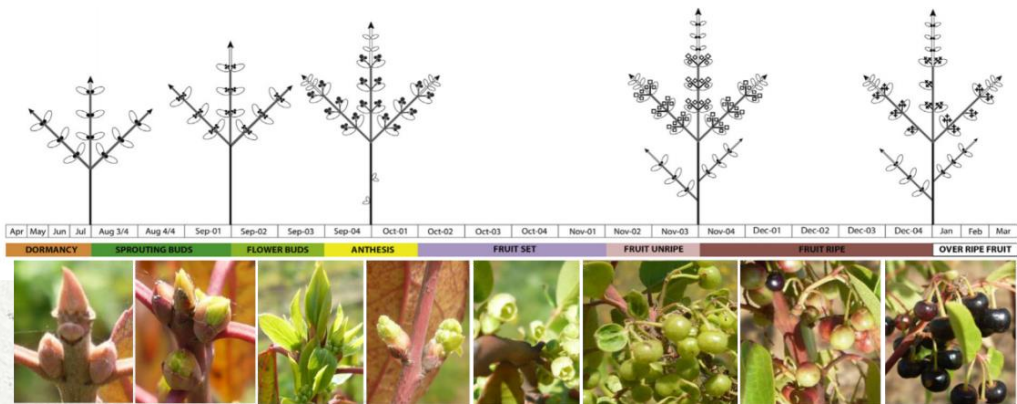 Apr May Jun Jul Aug 3/4 Aug 4/4 Sep-01 Sep-02 Sep-03 Sep-04 Oct-01 Oct-02 Oct-03 Oct-04 Nov-01 Nov-02 Nov-03 Nov-04 Dec-01 Dec-02 Dec-03 Dec-04 Jan Feb Mar
DORMANCY SPROUTING BUDS FLOWER BUDS ANTHESIS FRUIT SET FRUIT UNRIPE FRUIT RIPE OVER RIPE FRUIT